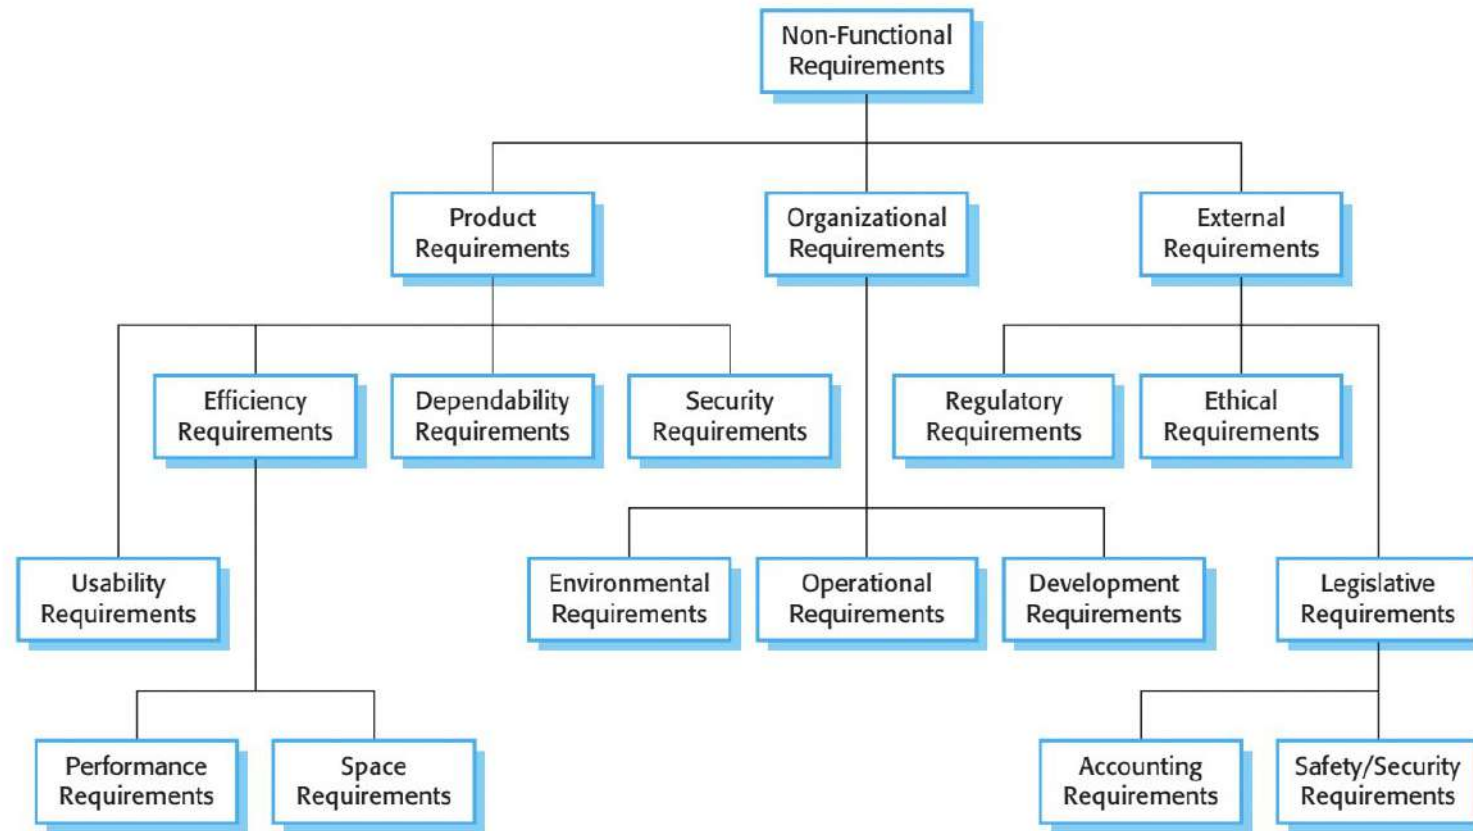 Non-Functional
Requirements
Product
Requirements
Organizational
Requirements
External
Requirements
Efficiency
Requirements
Dependability
Requirements
Security
Requirements
Regulatory
Requirements
Ethical
Requirements
Usability
Requirements
Environmental
Requirements
Operational
Requirements
Development
Requirements
Legislative
Requirements
Performance
Requirements
Space
Requirements
Accounting
Requirements
Safety/Security
Requirements